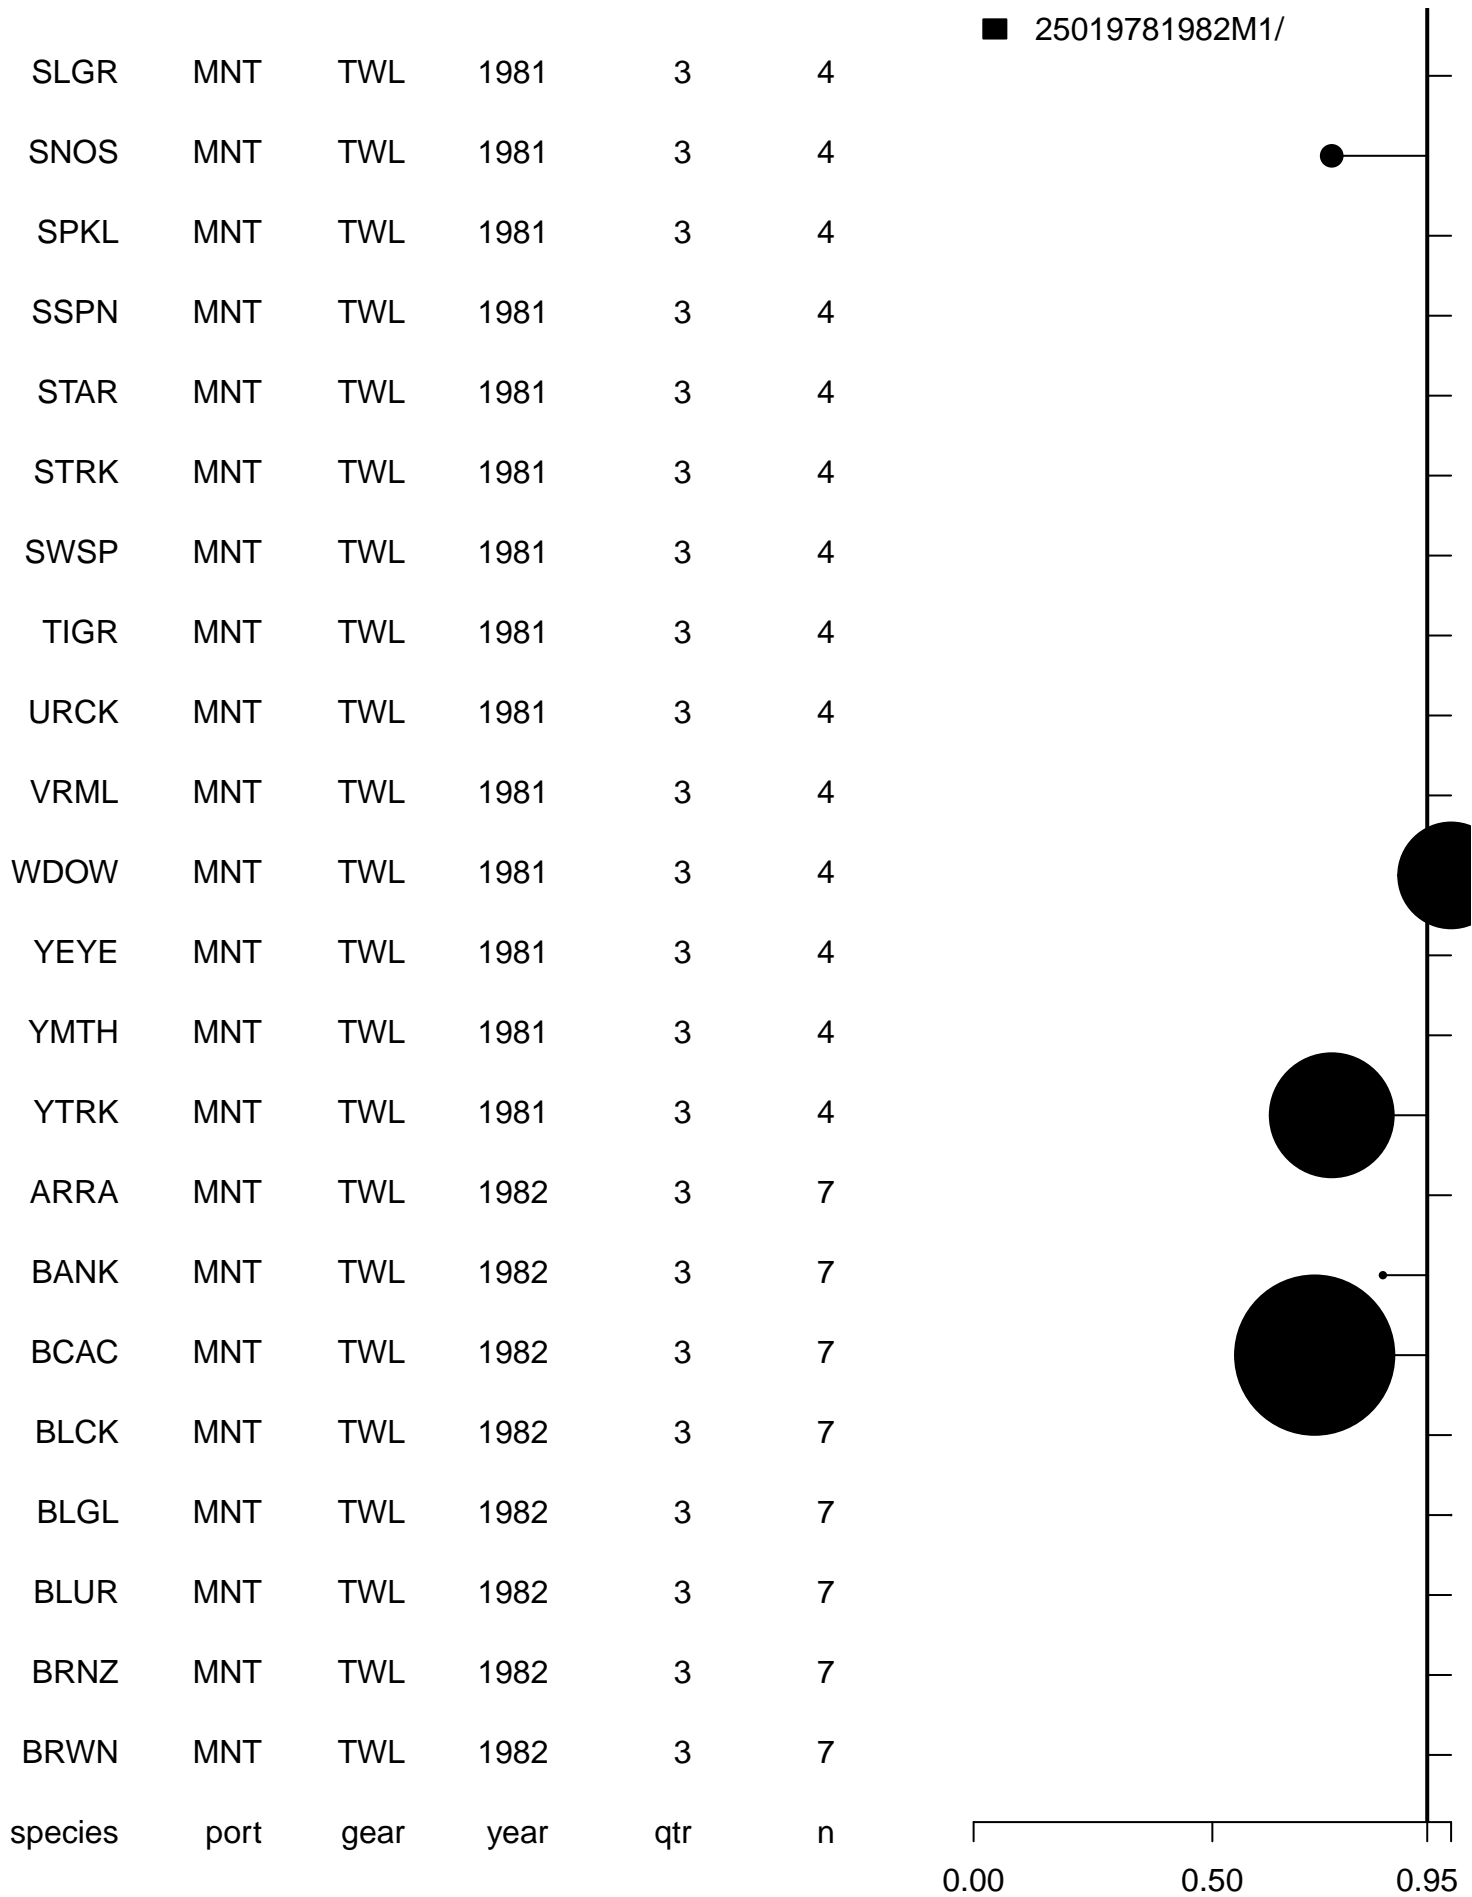 25019781982M1/
SLGR MNT TWL 1981 3 4
SNOS MNT TWL 1981 3 4
SPKL MNT TWL 1981 3 4
SSPN MNT TWL 1981 3 4
STAR MNT TWL 1981 3 4
STRK MNT TWL 1981 3 4
SWSP MNT TWL 1981 3 4
TIGR MNT TWL 1981 3 4
URCK MNT TWL 1981 3 4
VRML MNT TWL 1981 3 4
WDOW MNT TWL 1981 3 4
YEYE MNT TWL 1981 3 4
YMTH MNT TWL 1981 3 4
YTRK MNT TWL 1981 3 4
ARRA MNT TWL 1982 3 7
BANK MNT TWL 1982 3 7
BCAC MNT TWL 1982 3 7
BLCK MNT TWL 1982 3 7
BLGL MNT TWL 1982 3 7
BLUR MNT TWL 1982 3 7
BRNZ MNT TWL 1982 3 7
BRWN MNT TWL 1982 3 7
species port gear year qtr n
0.00 0.50 0.95